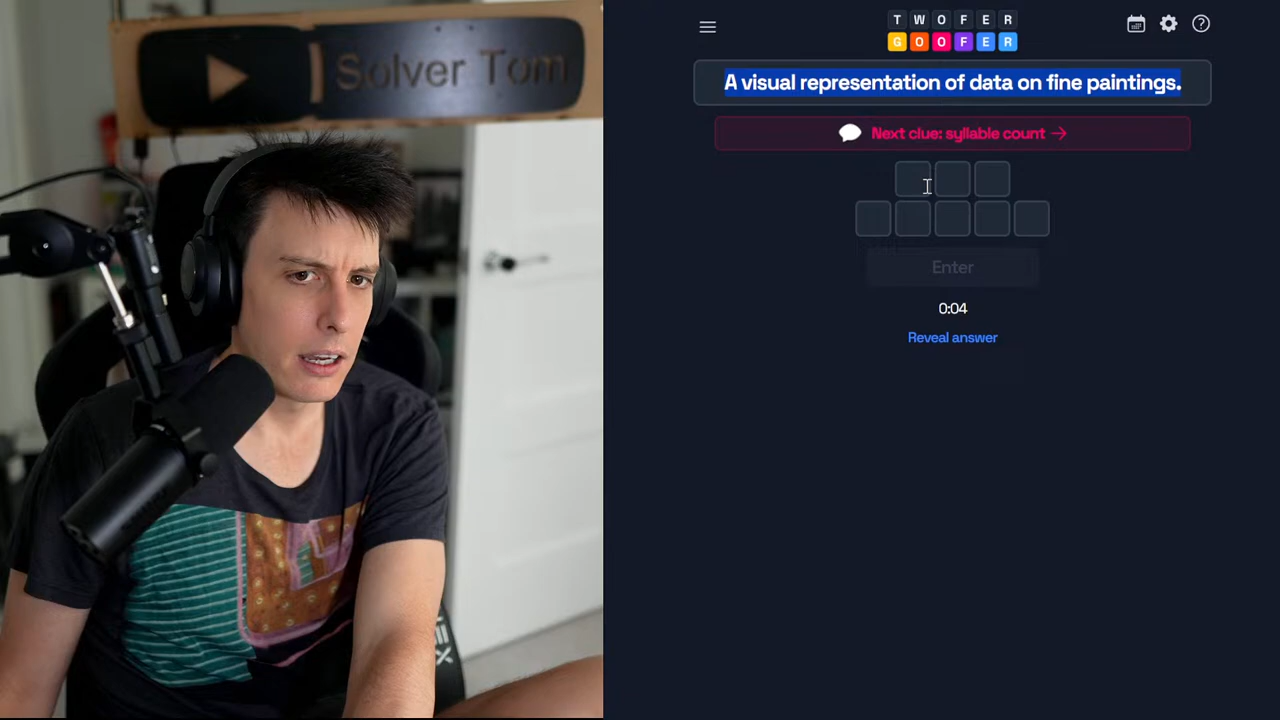 Solver Tom
TWOFER
GOOFER
A visual representation of data on fine paintings.
Next clue: syllable count →
Enter
0:04
Reveal answer